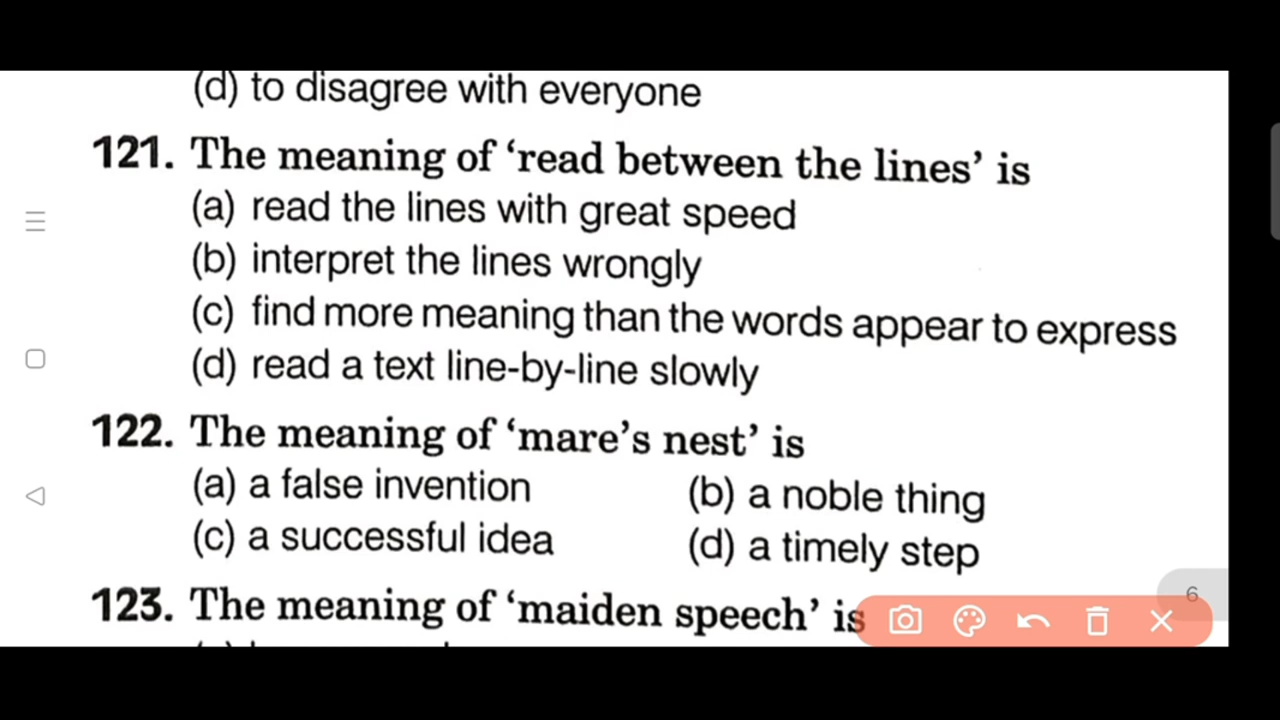 (d) to disagree with everyone
121. The meaning of ‘read between the lines’ is
(a) read the lines with great speed
(b) interpret the lines wrongly
(c) find more meaning than the words appear to express
(d) read a text line-by-line slowly
122. The meaning of ‘mare’s nest’ is
(a) a false invention (b) a noble thing
(c) a successful idea (d) a timely step
123. The meaning of ‘maiden speech’ is
6